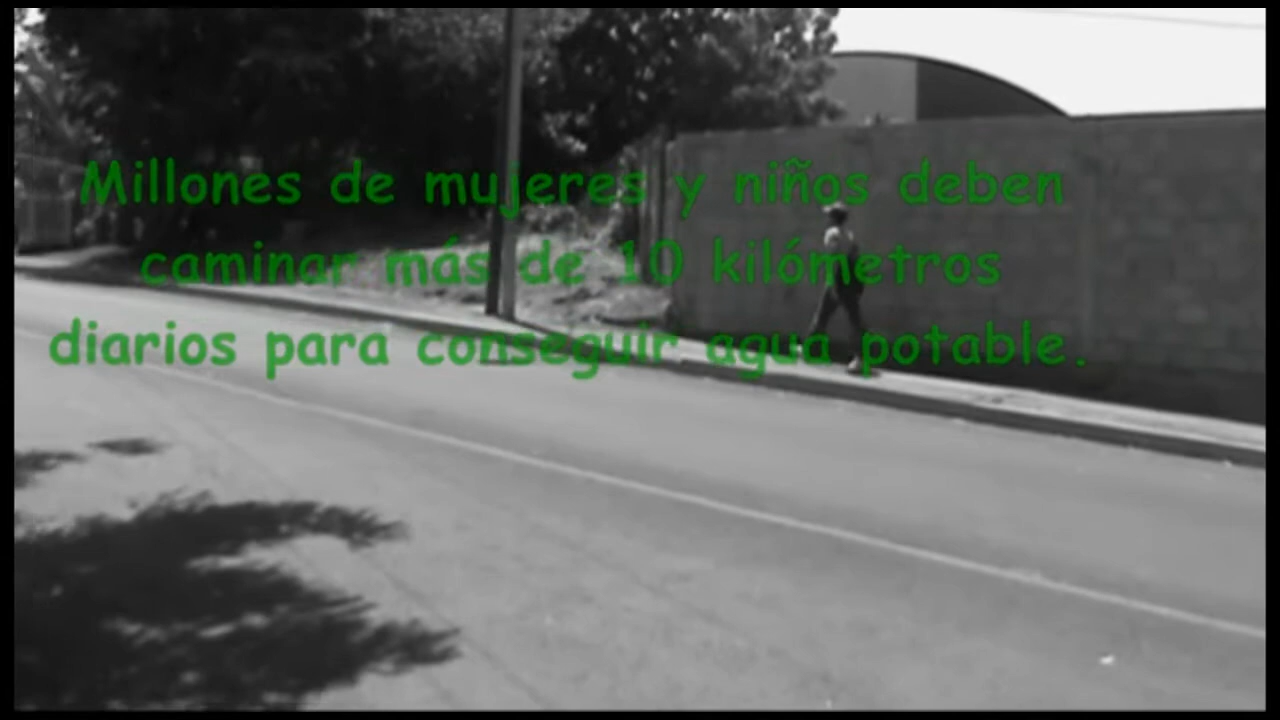 Millones de mujeres y niños deben
caminar más de 10 kilómetros
diarios para conseguir agua potable.